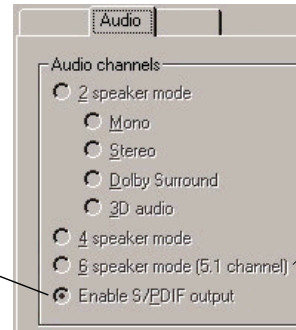 Audio
Audio channels
2 speaker mode
Mono
Stereo
Dolby Surround
3D audio
4 speaker mode
6 speaker mode (5.1 channel) 1
Enable S/PDIF output